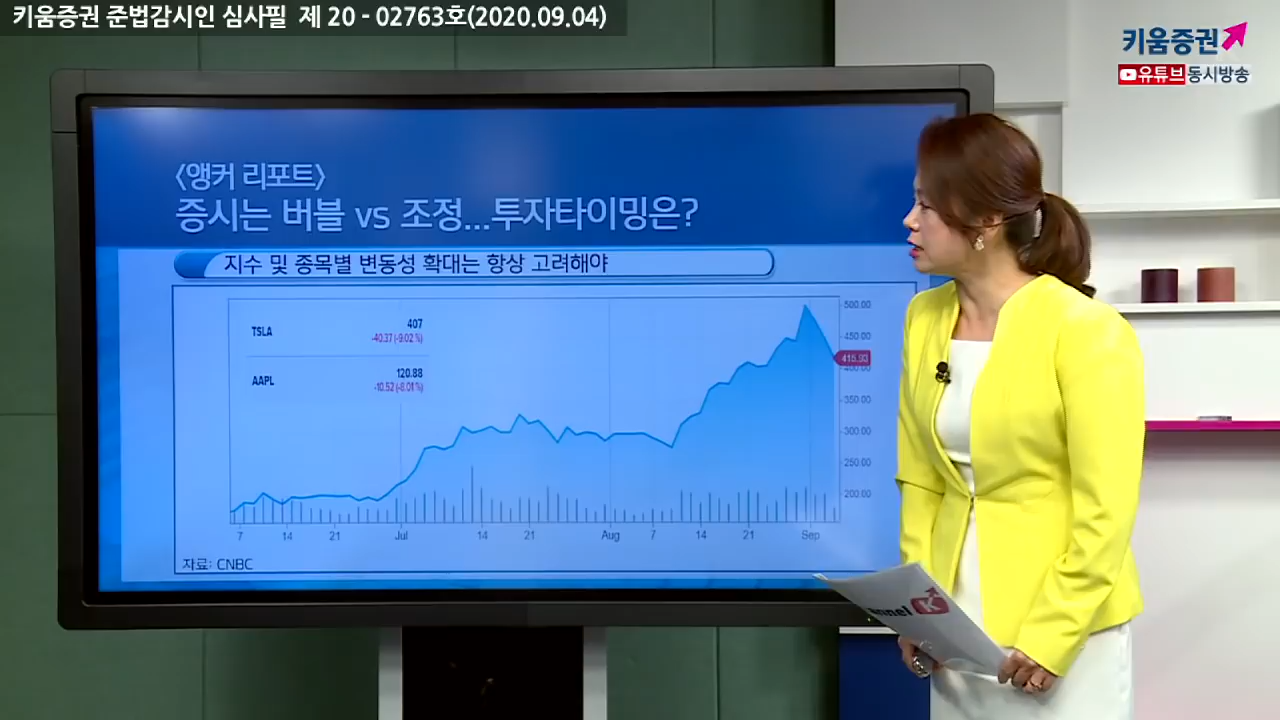 키움증권 준법감시인 심사필 제 20 - 02763호(2020.09.04)
키움증권
유튜브동시방송
<앵커 리포트>
증시는 버블 vs 조정...투자타이밍은?
지수 및 종목별 변동성 확대는 항상 고려해야
TSLA 407
-40.37 (-9.02 %)
AAPL 120.88
-10.52 (-8.01 %)
500.00
450.00
415.93
400.00
350.00
300.00
250.00
200.00
7 14 21 Jul 14 21 Aug 7 14 21 Sep
자료: CNBC
K